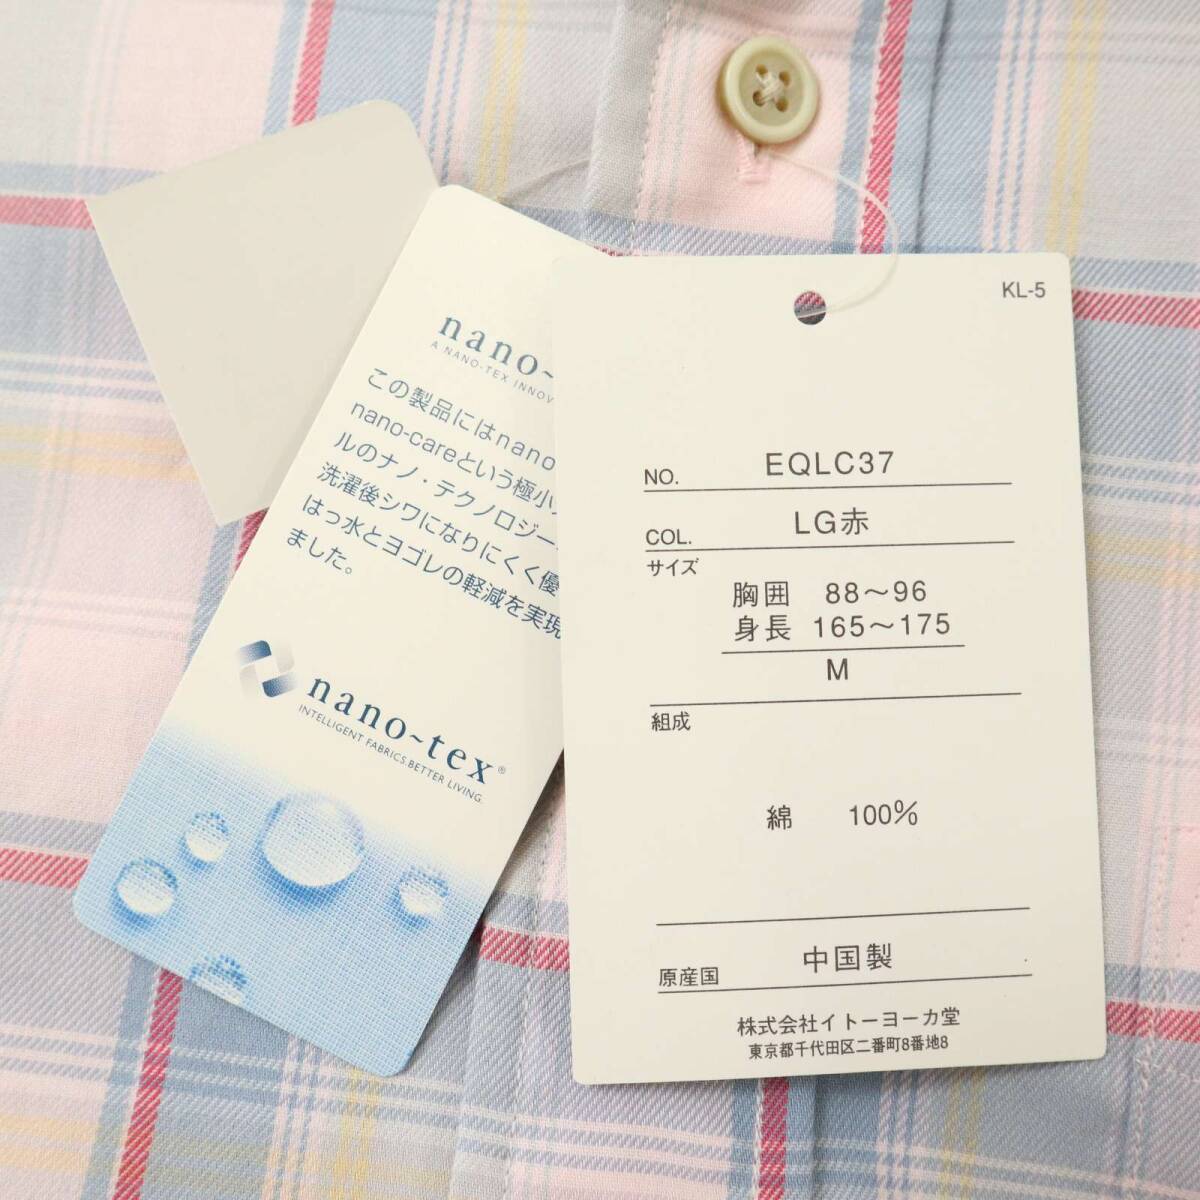 nano~
A NANO-TEX INNOV
この製品にはnano
nano-careという極小
ルのナノ・テクノロジー
洗濯後シワになりにくく優
はっ水とヨゴレの軽減を実現
ました。
nano~tex®
INTELLIGENT FABRICS.BETTER LIVING.
KL-5
NO. EQLC37
COL. LG赤
サイズ
胸囲 88～96
身長 165～175
M
組成
綿 100%
原産国 中国製
株式会社イトーヨーカ堂
東京都千代田区二番町8番地8